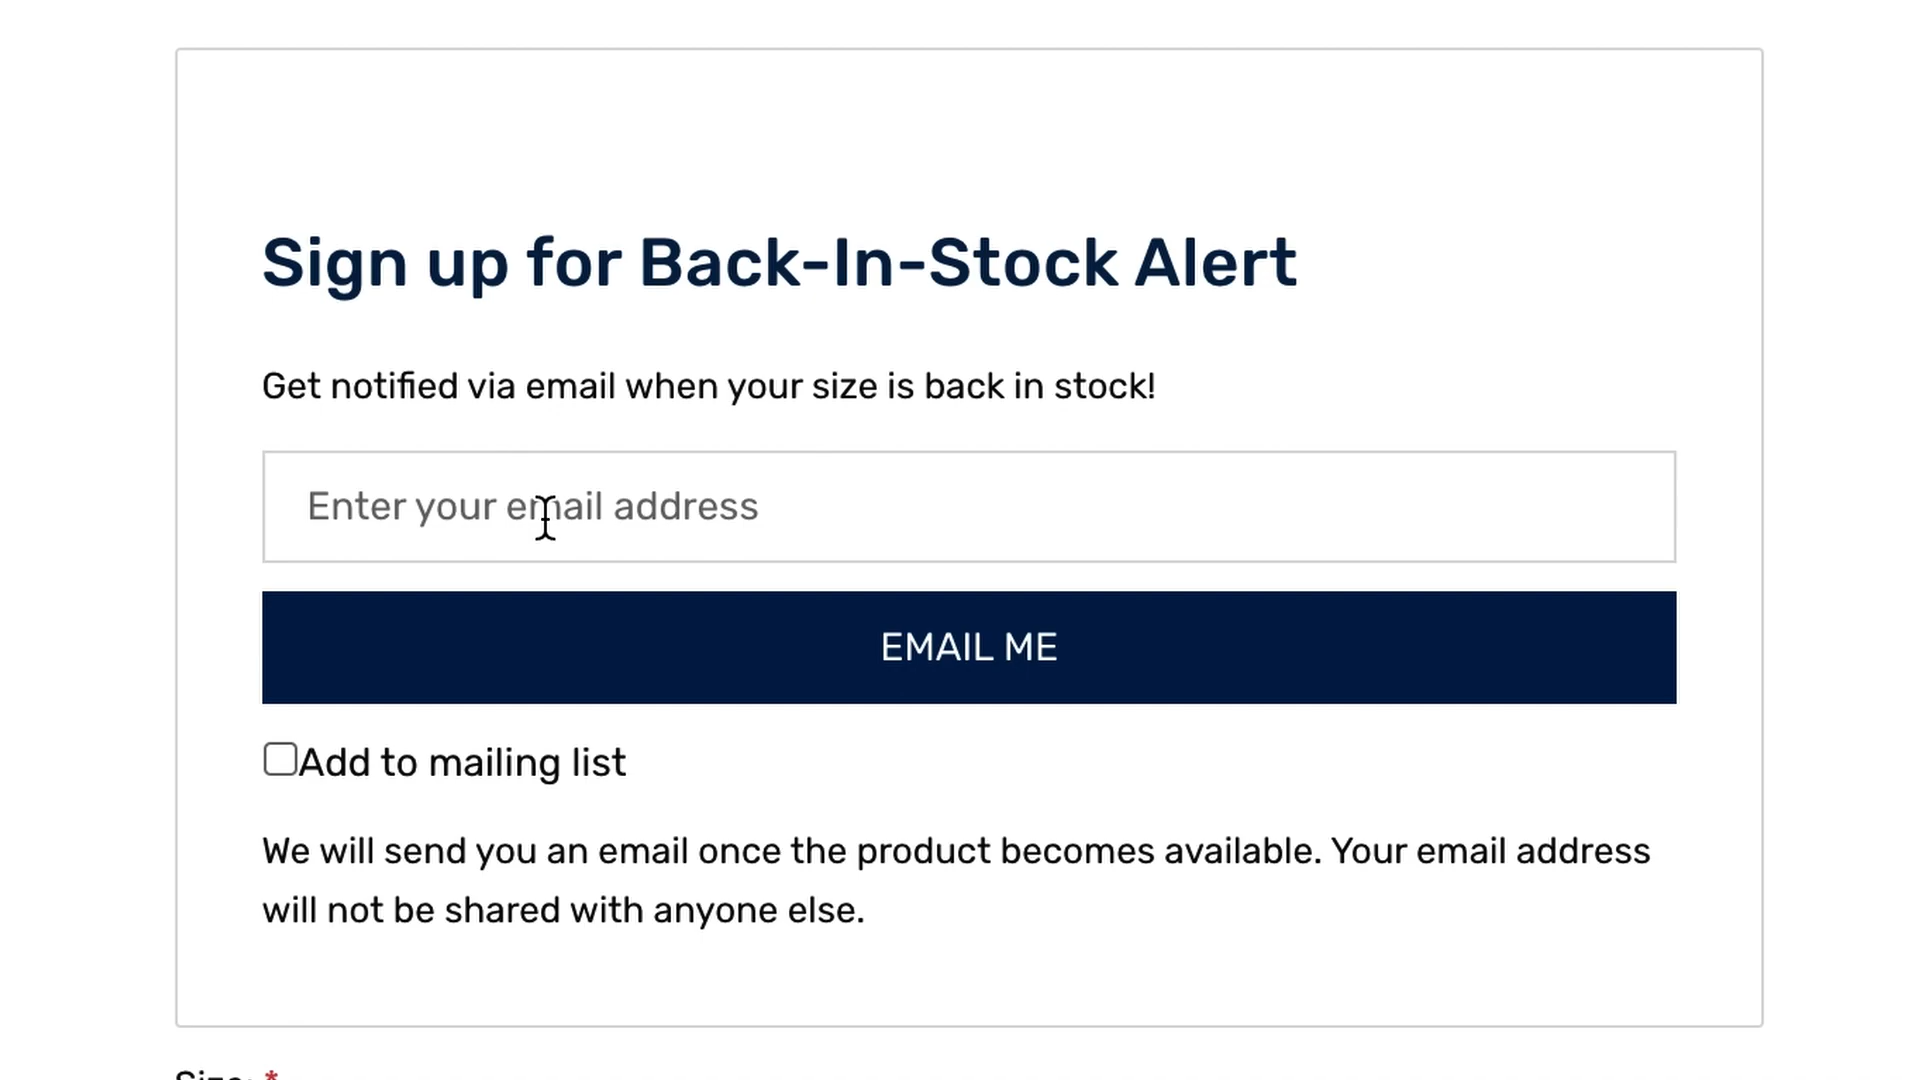 Sign up for Back-In-Stock Alert
Get notified via email when your size is back in stock!
Enter your email address
EMAIL ME
Add to mailing list
We will send you an email once the product becomes available. Your email address
will not be shared with anyone else.
Size: *